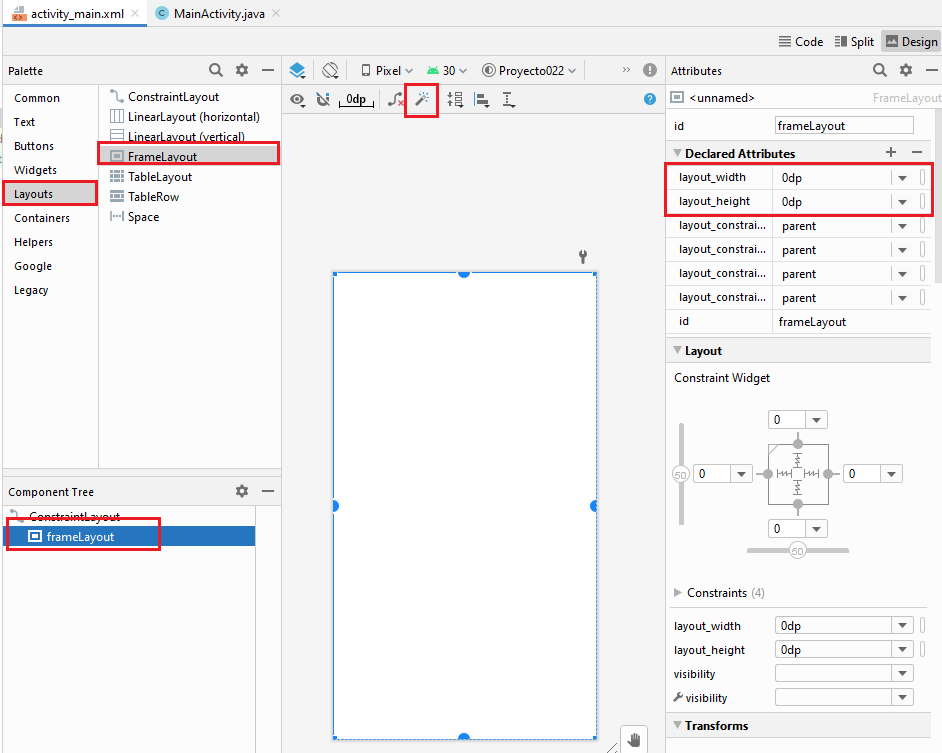 activity_main.xml
MainActivity.java
Code
Split
Design
Palette
Common
Text
Buttons
Widgets
Layouts
Containers
Helpers
Google
Legacy
ConstraintLayout
LinearLayout (horizontal)
LinearLayout (vertical)
FrameLayout
TableLayout
TableRow
Space
Component Tree
ConstraintLayout
frameLayout
Pixel
30
Proyecto022
0dp
Attributes
<unnamed>
FrameLayout
id frameLayout
Declared Attributes
layout_width 0dp
layout_height 0dp
layout_constrai... parent
layout_constrai... parent
layout_constrai... parent
layout_constrai... parent
id frameLayout
Layout
Constraint Widget
0
50 0 0
0
50
Constraints (4)
layout_width 0dp
layout_height 0dp
visibility
visibility
Transforms